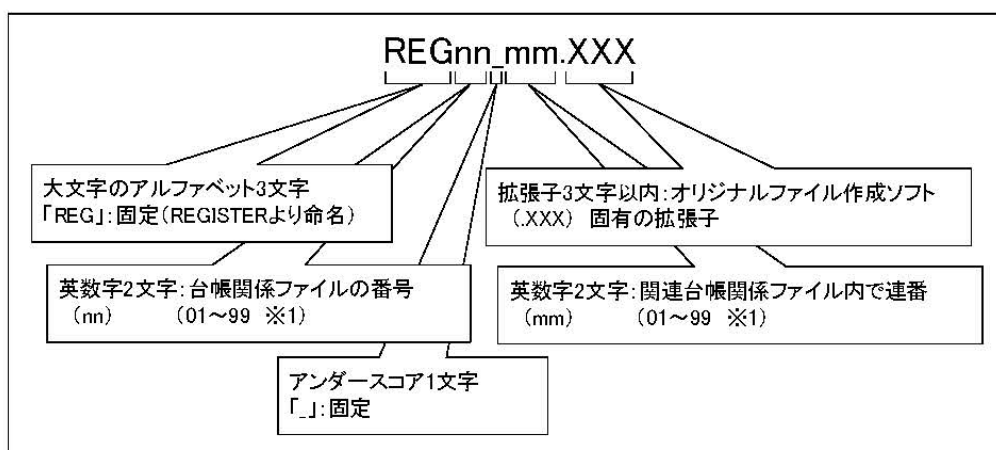 REGnn_mm.XXX
大文字のアルファベット3文字
「REG」:固定(REGISTERより命名)
拡張子3文字以内:オリジナルファイル作成ソフト
(.XXX) 固有の拡張子
英数字2文字:台帳関係ファイルの番号
(nn) (01～99 ※1)
英数字2文字:関連台帳関係ファイル内で連番
(mm) (01～99 ※1)
アンダースコア1文字
「_」:固定